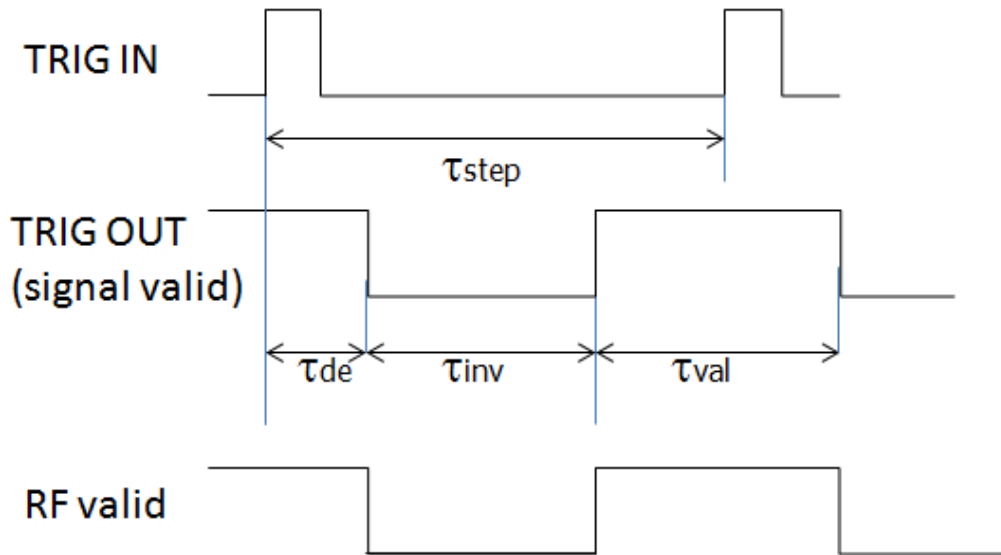 TRIG IN
τstep
TRIG OUT
(signal valid)
τde τinv τval
RF valid